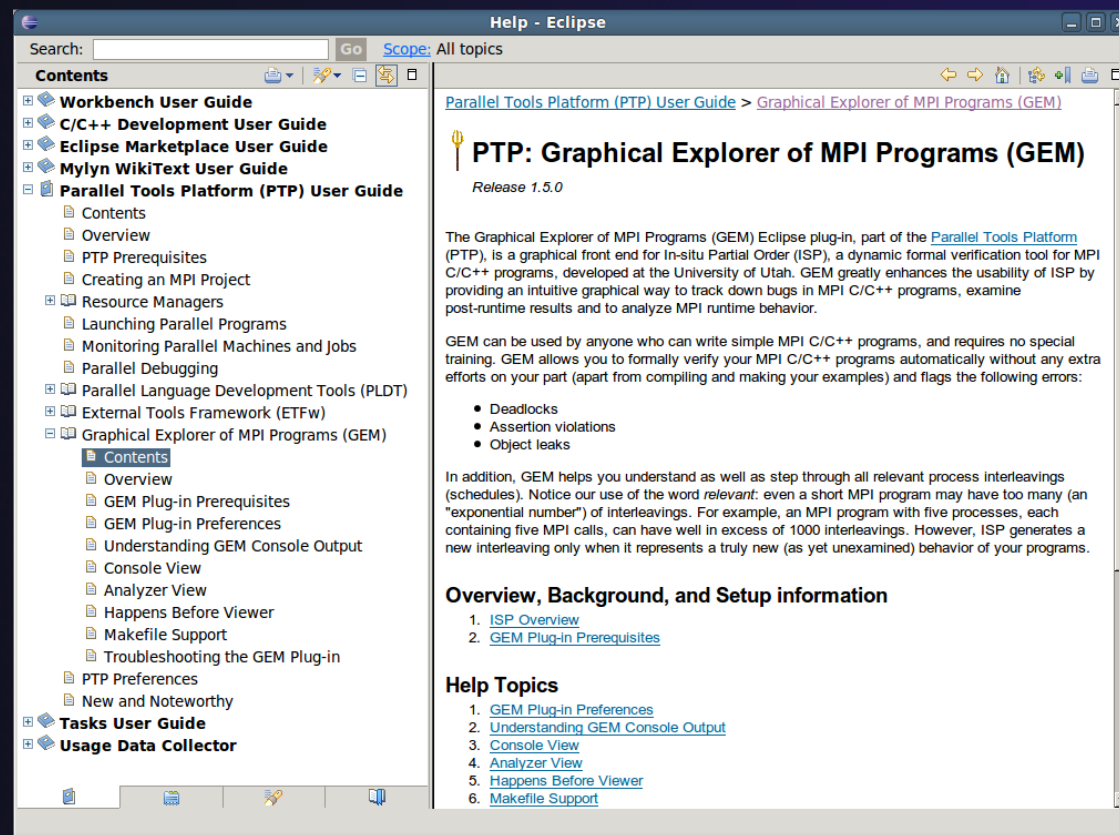 Help - Eclipse
Search:
Go
Scope: All topics
Contents
Workbench User Guide
C/C++ Development User Guide
Eclipse Marketplace User Guide
Mylyn WikiText User Guide
Parallel Tools Platform (PTP) User Guide
Contents
Overview
PTP Prerequisites
Creating an MPI Project
Resource Managers
Launching Parallel Programs
Monitoring Parallel Machines and Jobs
Parallel Debugging
Parallel Language Development Tools (PLDT)
External Tools Framework (ETFw)
Graphical Explorer of MPI Programs (GEM)
Contents
Overview
GEM Plug-in Prerequisites
GEM Plug-in Preferences
Understanding GEM Console Output
Console View
Analyzer View
Happens Before Viewer
Makefile Support
Troubleshooting the GEM Plug-in
PTP Preferences
New and Noteworthy
Tasks User Guide
Usage Data Collector
Parallel Tools Platform (PTP) User Guide > Graphical Explorer of MPI Programs (GEM)
PTP: Graphical Explorer of MPI Programs (GEM)
Release 1.5.0
The Graphical Explorer of MPI Programs (GEM) Eclipse plug-in, part of the Parallel Tools Platform
(PTP), is a graphical front end for In-situ Partial Order (ISP), a dynamic formal verification tool for MPI
C/C++ programs, developed at the University of Utah. GEM greatly enhances the usability of ISP by
providing an intuitive graphical way to track down bugs in MPI C/C++ programs, examine
post-runtime results and to analyze MPI runtime behavior.
GEM can be used by anyone who can write simple MPI C/C++ programs, and requires no special
training. GEM allows you to formally verify your MPI C/C++ programs automatically without any extra
efforts on your part (apart from compiling and making your examples) and flags the following errors:
• Deadlocks
• Assertion violations
• Object leaks
In addition, GEM helps you understand as well as step through all relevant process interleavings
(schedules). Notice our use of the word relevant: even a short MPI program may have too many (an
"exponential number") of interleavings. For example, an MPI program with five processes, each
containing five MPI calls, can have well in excess of 1000 interleavings. However, ISP generates a
new interleaving only when it represents a truly new (as yet unexamined) behavior of your programs.
Overview, Background, and Setup information
1. ISP Overview
2. GEM Plug-in Prerequisites
Help Topics
1. GEM Plug-in Preferences
2. Understanding GEM Console Output
3. Console View
4. Analyzer View
5. Happens Before Viewer
6. Makefile Support